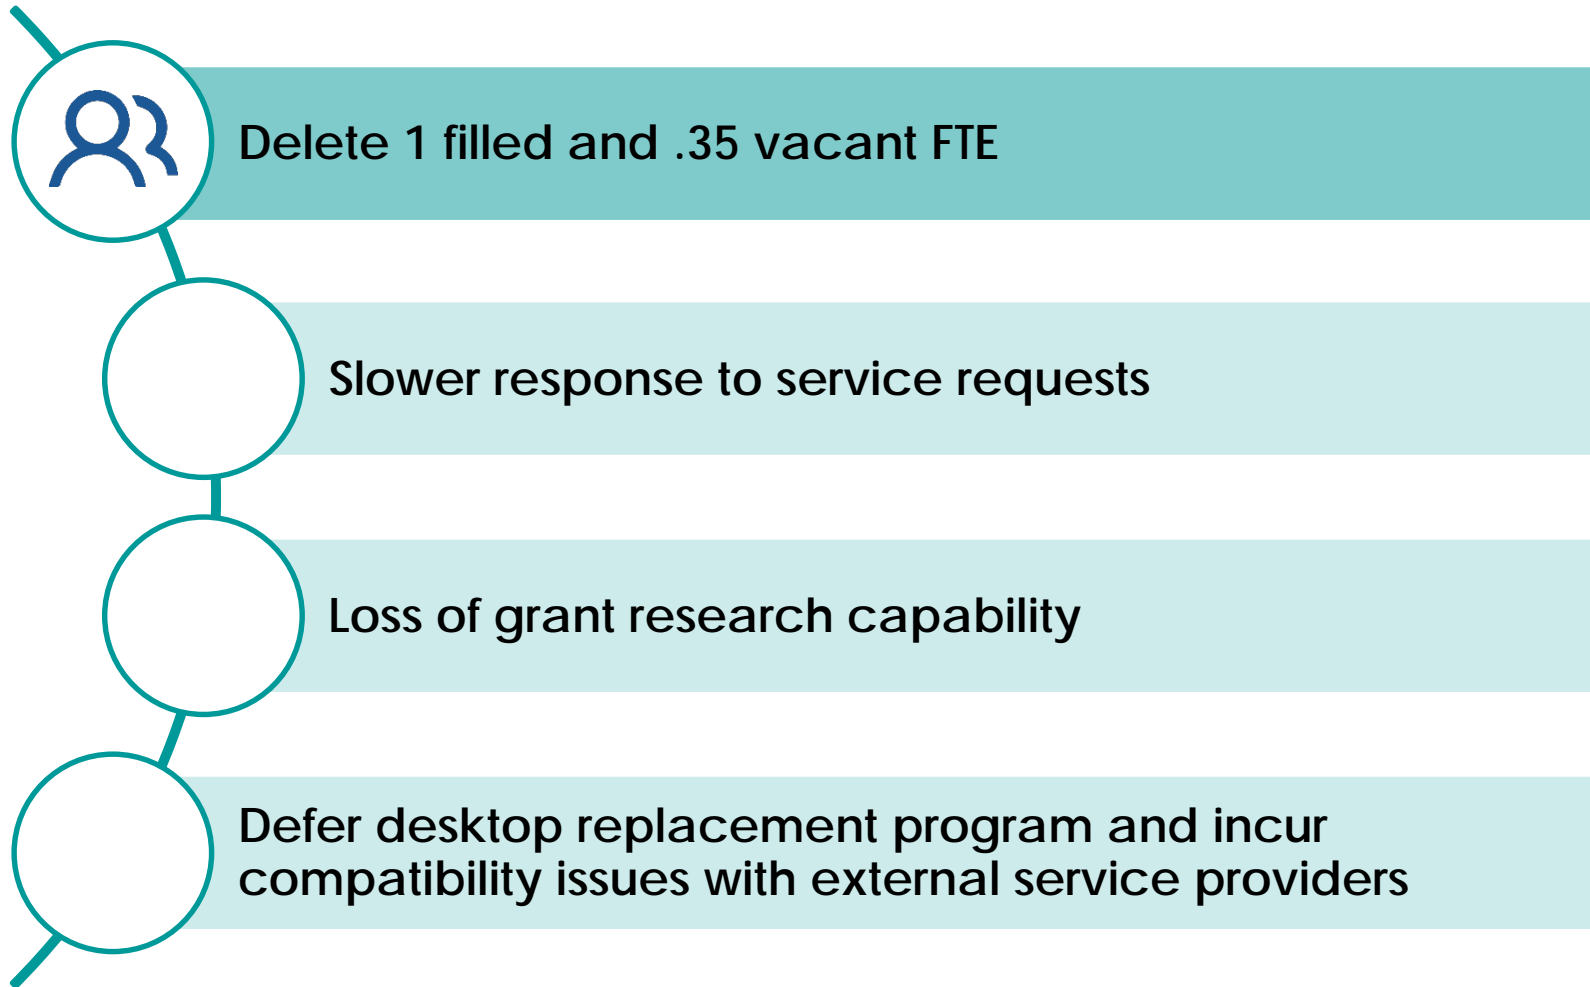 Delete 1 filled and .35 vacant FTE
Slower response to service requests
Loss of grant research capability
Defer desktop replacement program and incur
compatibility issues with external service providers